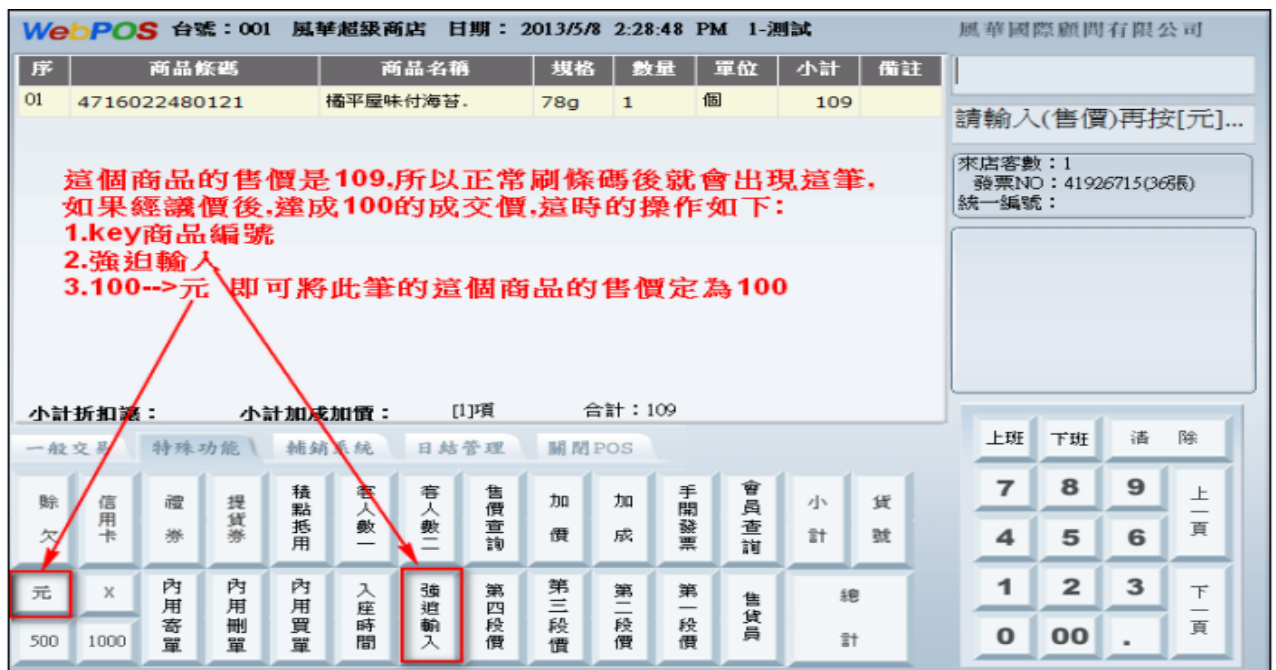 WebPOS 台號：001 風華超級商店 日期：2013/5/8 2:28:48 PM 1-測試
風華國際顧問有限公司
序 商品條碼 商品名稱 規格 數量 單位 小計 備註
01 4716022480121 橘平屋味付海苔. 78g 1 個 109
請輸入(售價)再按[元]...
來店客數：1
發票NO：41926715(36張)
統一編號：
這個商品的售價是109,所以正常刷條碼後就會出現這筆,
如果經議價後,達成100的成交價,這時的操作如下:
1.key商品編號
2.強迫輸入
3.100-->元 即可將此筆的這個商品的售價定為100
小計折扣讓： 小計加成加價： [1]項 合計：109
一般交易 特殊功能 輔銷系統 日結管理 關閉POS
賒欠 信用卡 禮券 提貨券 積點抵用 客人數一 客人數二 售價查詢 加價 加成 手開發票 會員查詢 小計 貨號
元 X 內用寄單 內用刪單 內用買單 入座時間 強迫輸入 第四段價 第三段價 第二段價 第一段價 售貨員 總計
500 1000
上班 下班 清除
7 8 9 上一頁
4 5 6
1 2 3 下一頁
0 00 .